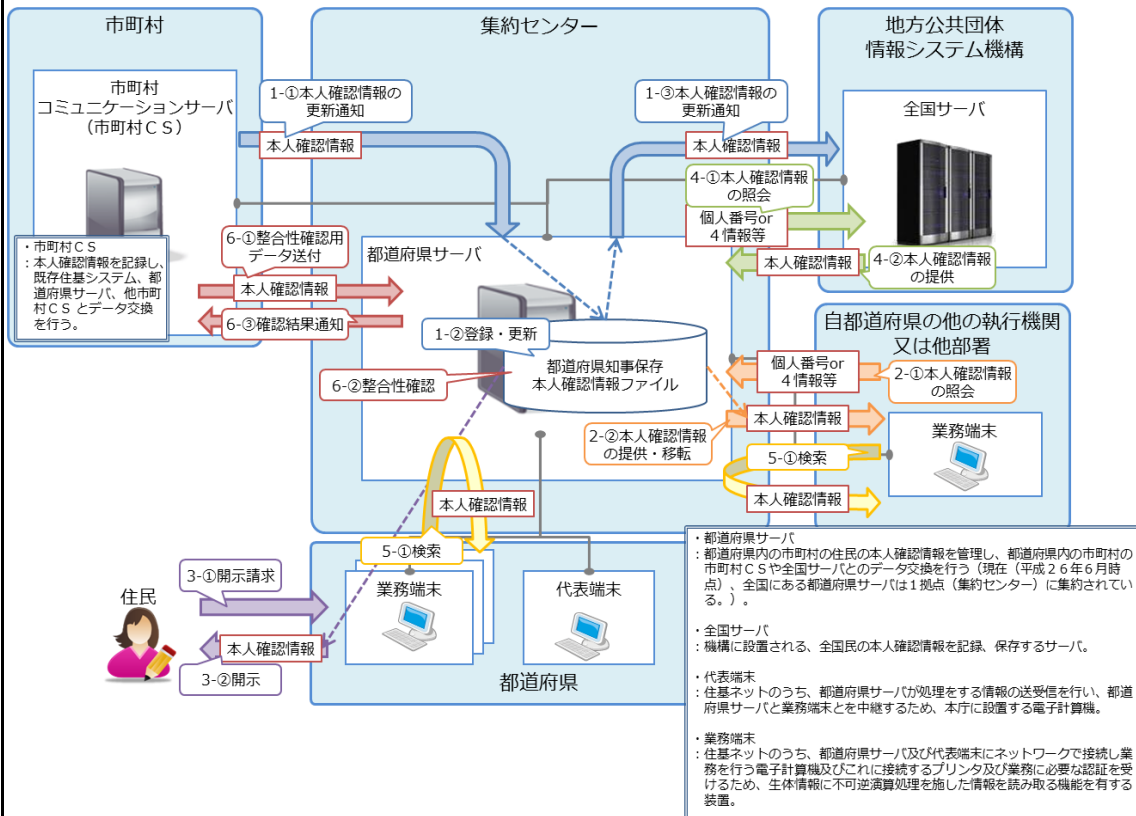 市町村
市町村
コミュニケーションサーバ
（市町村ＣＳ）
・市町村ＣＳ
：本人確認情報を記録し、
既存住基システム、都
道府県サーバ、他市町
村ＣＳ とデータ交換
を行う。
集約センター
1-①本人確認情報の
更新通知
本人確認情報
1-③本人確認情報の
更新通知
本人確認情報
地方公共団体
情報システム機構
全国サーバ
4-①本人確認情報
の照会
個人番号or
４情報等
本人確認情報
4-②本人確認情報
の提供
6-①整合性確認用
データ送付
本人確認情報
6-③確認結果通知
都道府県サーバ
1-②登録・更新
都道府県知事保存
本人確認情報ファイル
6-②整合性確認
自都道府県の他の執行機関
又は他部署
個人番号or
４情報等
2-①本人確認情報
の照会
本人確認情報
2-②本人確認情報
の提供・移転
業務端末
5-①検索
本人確認情報
本人確認情報
5-①検索
業務端末
代表端末
都道府県
住民
3-①開示請求
本人確認情報
3-②開示
・都道府県サーバ
：都道府県内の市町村の住民の本人確認情報を管理し、都道府県内の市町村の
市町村ＣＳや全国サーバとのデータ交換を行う（現在（平成２６年６月時
点）、全国にある都道府県サーバは１拠点（集約センター）に集約されてい
る。）。
・全国サーバ
：機構に設置される、全国民の本人確認情報を記録、保存するサーバ。
・代表端末
：住基ネットのうち、都道府県サーバが処理をする情報の送受信を行い、都道
府県サーバと業務端末とを中継するため、本庁に設置する電子計算機。
・業務端末
：住基ネットのうち、都道府県サーバ及び代表端末にネットワークで接続し業
務を行う電子計算機及びこれに接続するプリンタ及び業務に必要な認証を受
けるため、生体情報に不可逆演算処理を施した情報を読み取る機能を有する
装置。